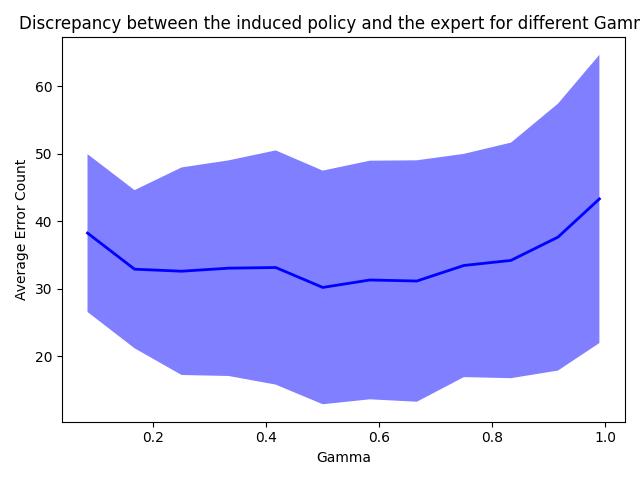 Discrepancy between the induced policy and the expert for different Gam
60
50
40
30
20
Average Error Count
0.2 0.4 0.6 0.8 1.0
Gamma